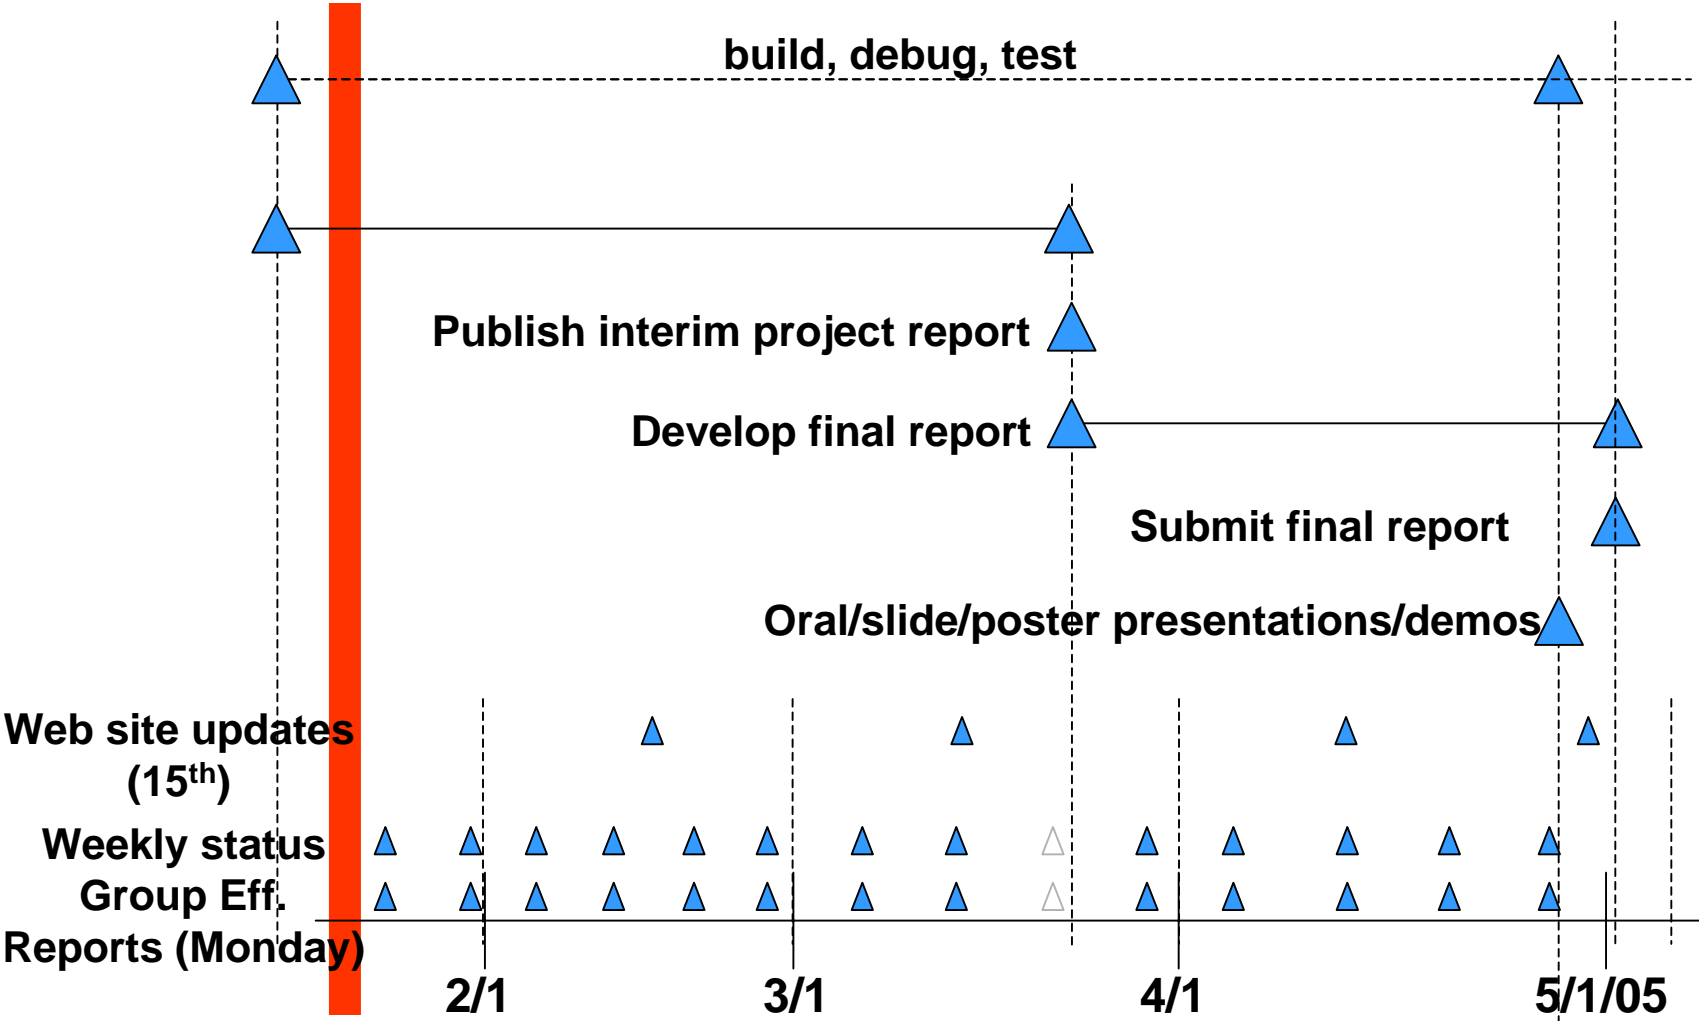 build, debug, test
Publish interim project report
Develop final report
Submit final report
Oral/slide/poster presentations/demos
Web site updates
(15th)
Weekly status
Group Eff.
Reports (Monday)
2/1 3/1 4/1 5/1/05